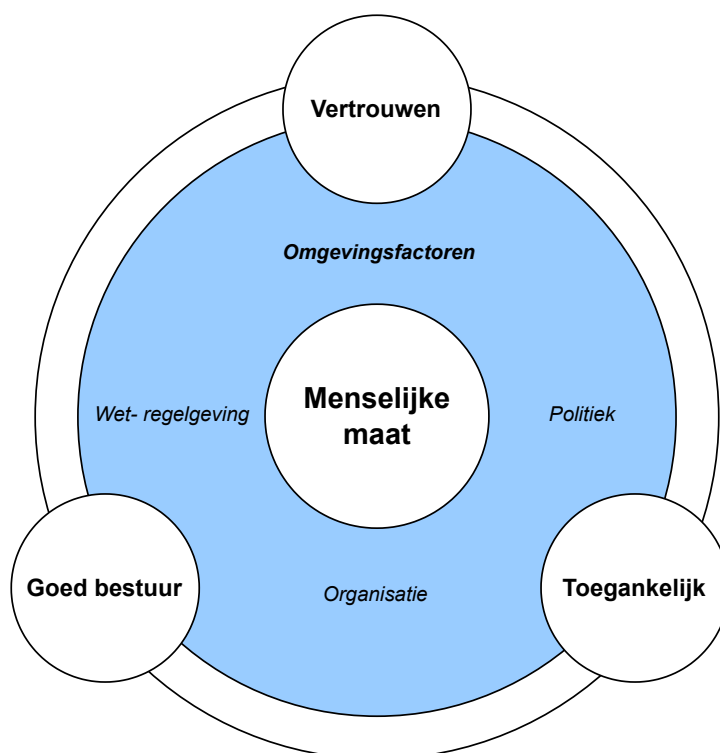 Vertrouwen
Omgevingsfactoren
Menselijke
maat
Wet- regelgeving
Politiek
Goed bestuur
Toegankelijk
Organisatie